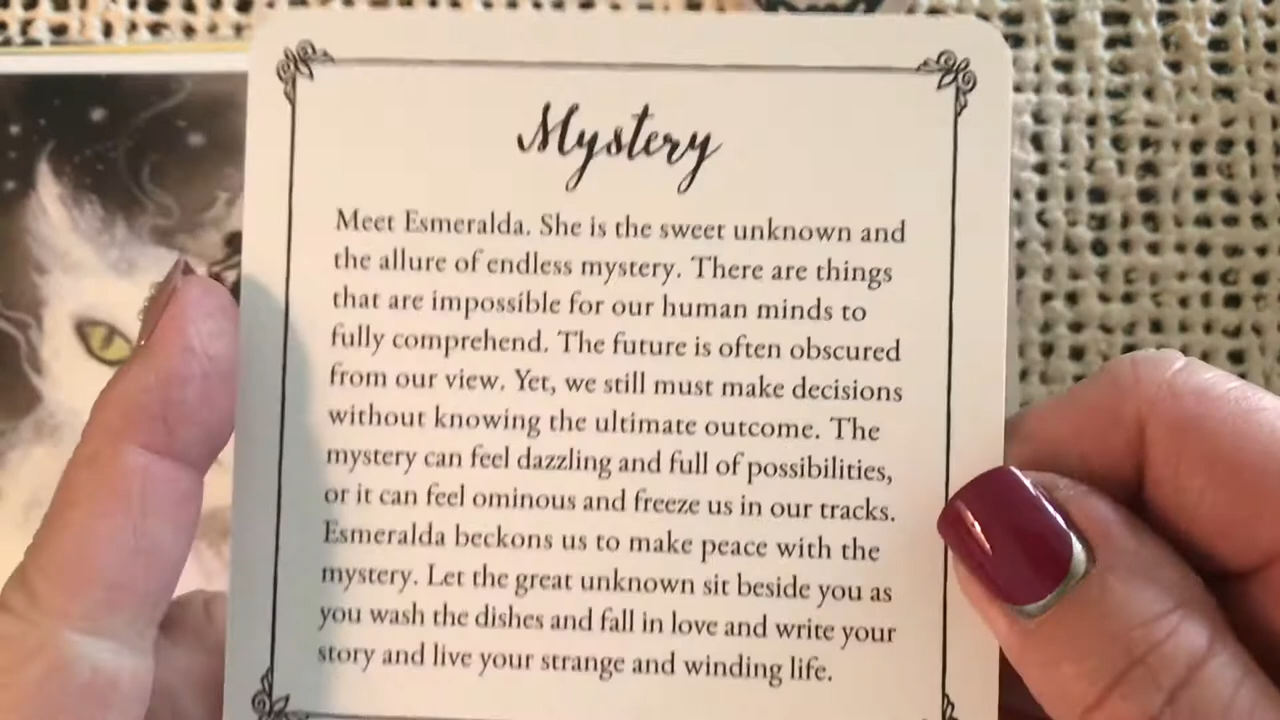 Mystery
Meet Esmeralda. She is the sweet unknown and
the allure of endless mystery. There are things
that are impossible for our human minds to
fully comprehend. The future is often obscured
from our view. Yet, we still must make decisions
without knowing the ultimate outcome. The
mystery can feel dazzling and full of possibilities,
or it can feel ominous and freeze us in our tracks.
Esmeralda beckons us to make peace with the
mystery. Let the great unknown sit beside you as
you wash the dishes and fall in love and write your
story and live your strange and winding life.